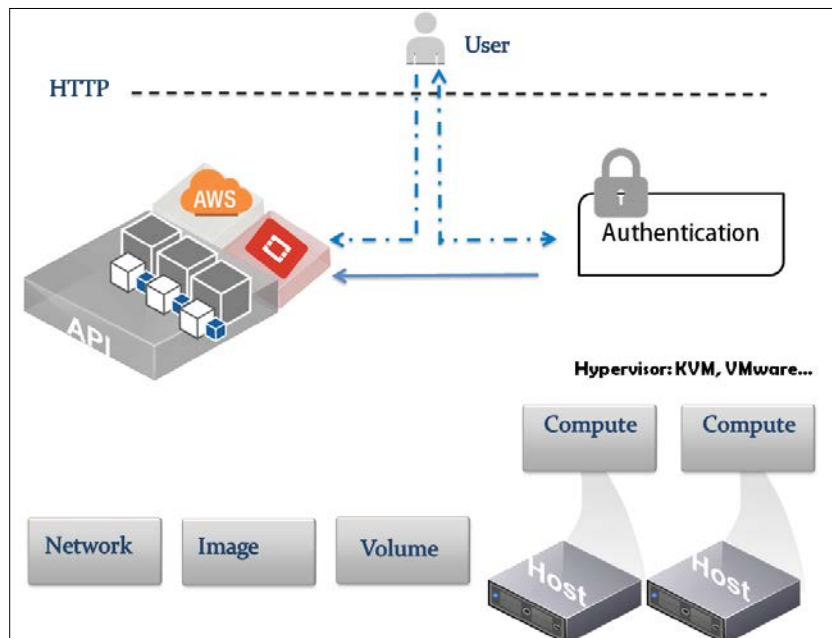 User
HTTP
AWS
Authentication
API
Hypervisor: KVM, VMware...
Compute
Compute
Network
Image
Volume
Host
Host